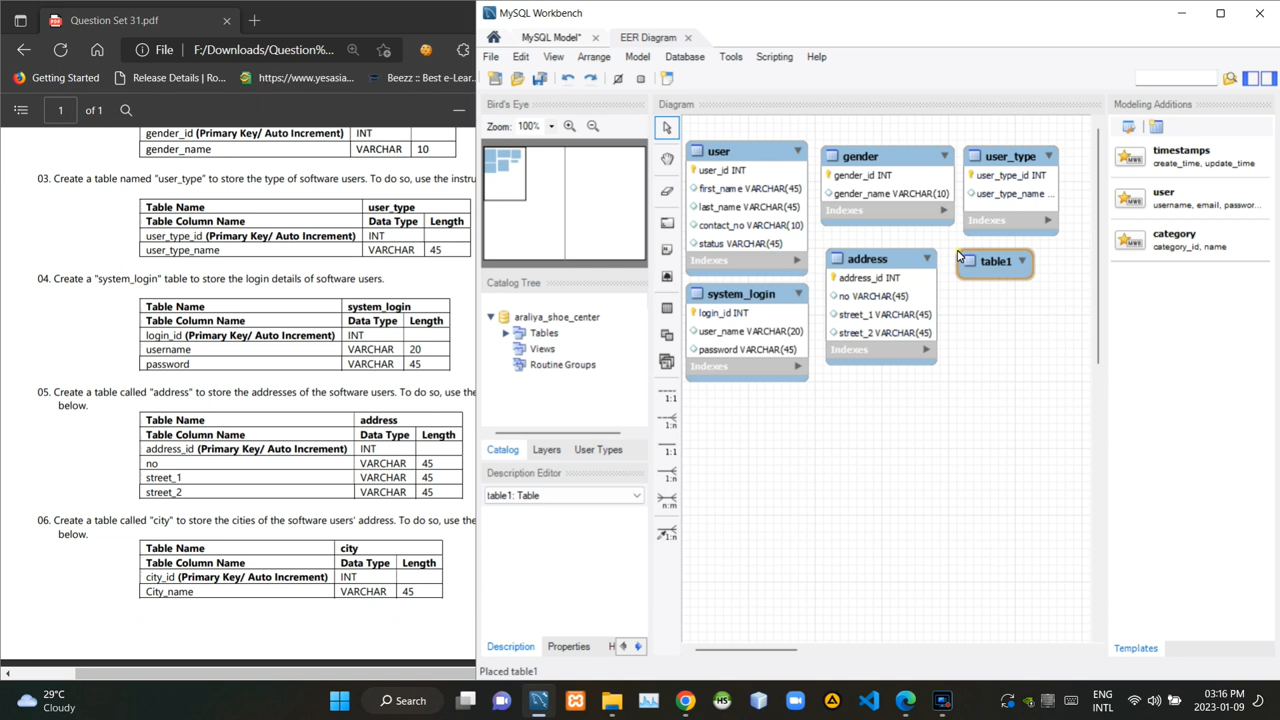 Question Set 31.pdf
File
F:/Downloads/Question%...
Getting Started
Release Details | Ro...
https://www.yesasia...
Beezz :: Best e-Lear...
1
of 1
gender_id (Primary Key/ Auto Increment) INT
gender_name VARCHAR 10
03. Create a table named "user_type" to store the type of software users. To do so, use the instru
Table Name user_type
Table Column Name Data Type Length
user_type_id (Primary Key/ Auto Increment) INT
user_type_name VARCHAR 45
04. Create a "system_login" table to store the login details of software users.
Table Name system_login
Table Column Name Data Type Length
login_id (Primary Key/ Auto Increment) INT
username VARCHAR 20
password VARCHAR 45
05. Create a table called "address" to store the addresses of the software users. To do so, use the
below.
Table Name address
Table Column Name Data Type Length
address_id (Primary Key/ Auto Increment) INT
no VARCHAR 45
street_1 VARCHAR 45
street_2 VARCHAR 45
06. Create a table called "city" to store the cities of the software users' address. To do so, use the
below.
Table Name city
Table Column Name Data Type Length
city_id (Primary Key/ Auto Increment) INT
City_name VARCHAR 45
MySQL Workbench
MySQL Model*
EER Diagram
File Edit View Arrange Model Database Tools Scripting Help
Bird's Eye
Zoom: 100%
Catalog Tree
araliya_shoe_center
Tables
Views
Routine Groups
Catalog Layers User Types
Description Editor
table1: Table
Description Properties H
Placed table1
Diagram
1:1
1:n
1:1
1:n
n:m
1:n
user
user_id INT
first_name VARCHAR(45)
last_name VARCHAR(45)
contact_no VARCHAR(10)
status VARCHAR(45)
Indexes
gender
gender_id INT
gender_name VARCHAR(10)
Indexes
user_type
user_type_id INT
user_type_name ...
Indexes
system_login
login_id INT
user_name VARCHAR(20)
password VARCHAR(45)
Indexes
address
address_id INT
no VARCHAR(45)
street_1 VARCHAR(45)
street_2 VARCHAR(45)
Indexes
table1
Modeling Additions
timestamps
create_time, update_time
user
username, email, passwor...
category
category_id, name
Templates
29°C
Cloudy
Search
ENG
INTL
03:16 PM
2023-01-09